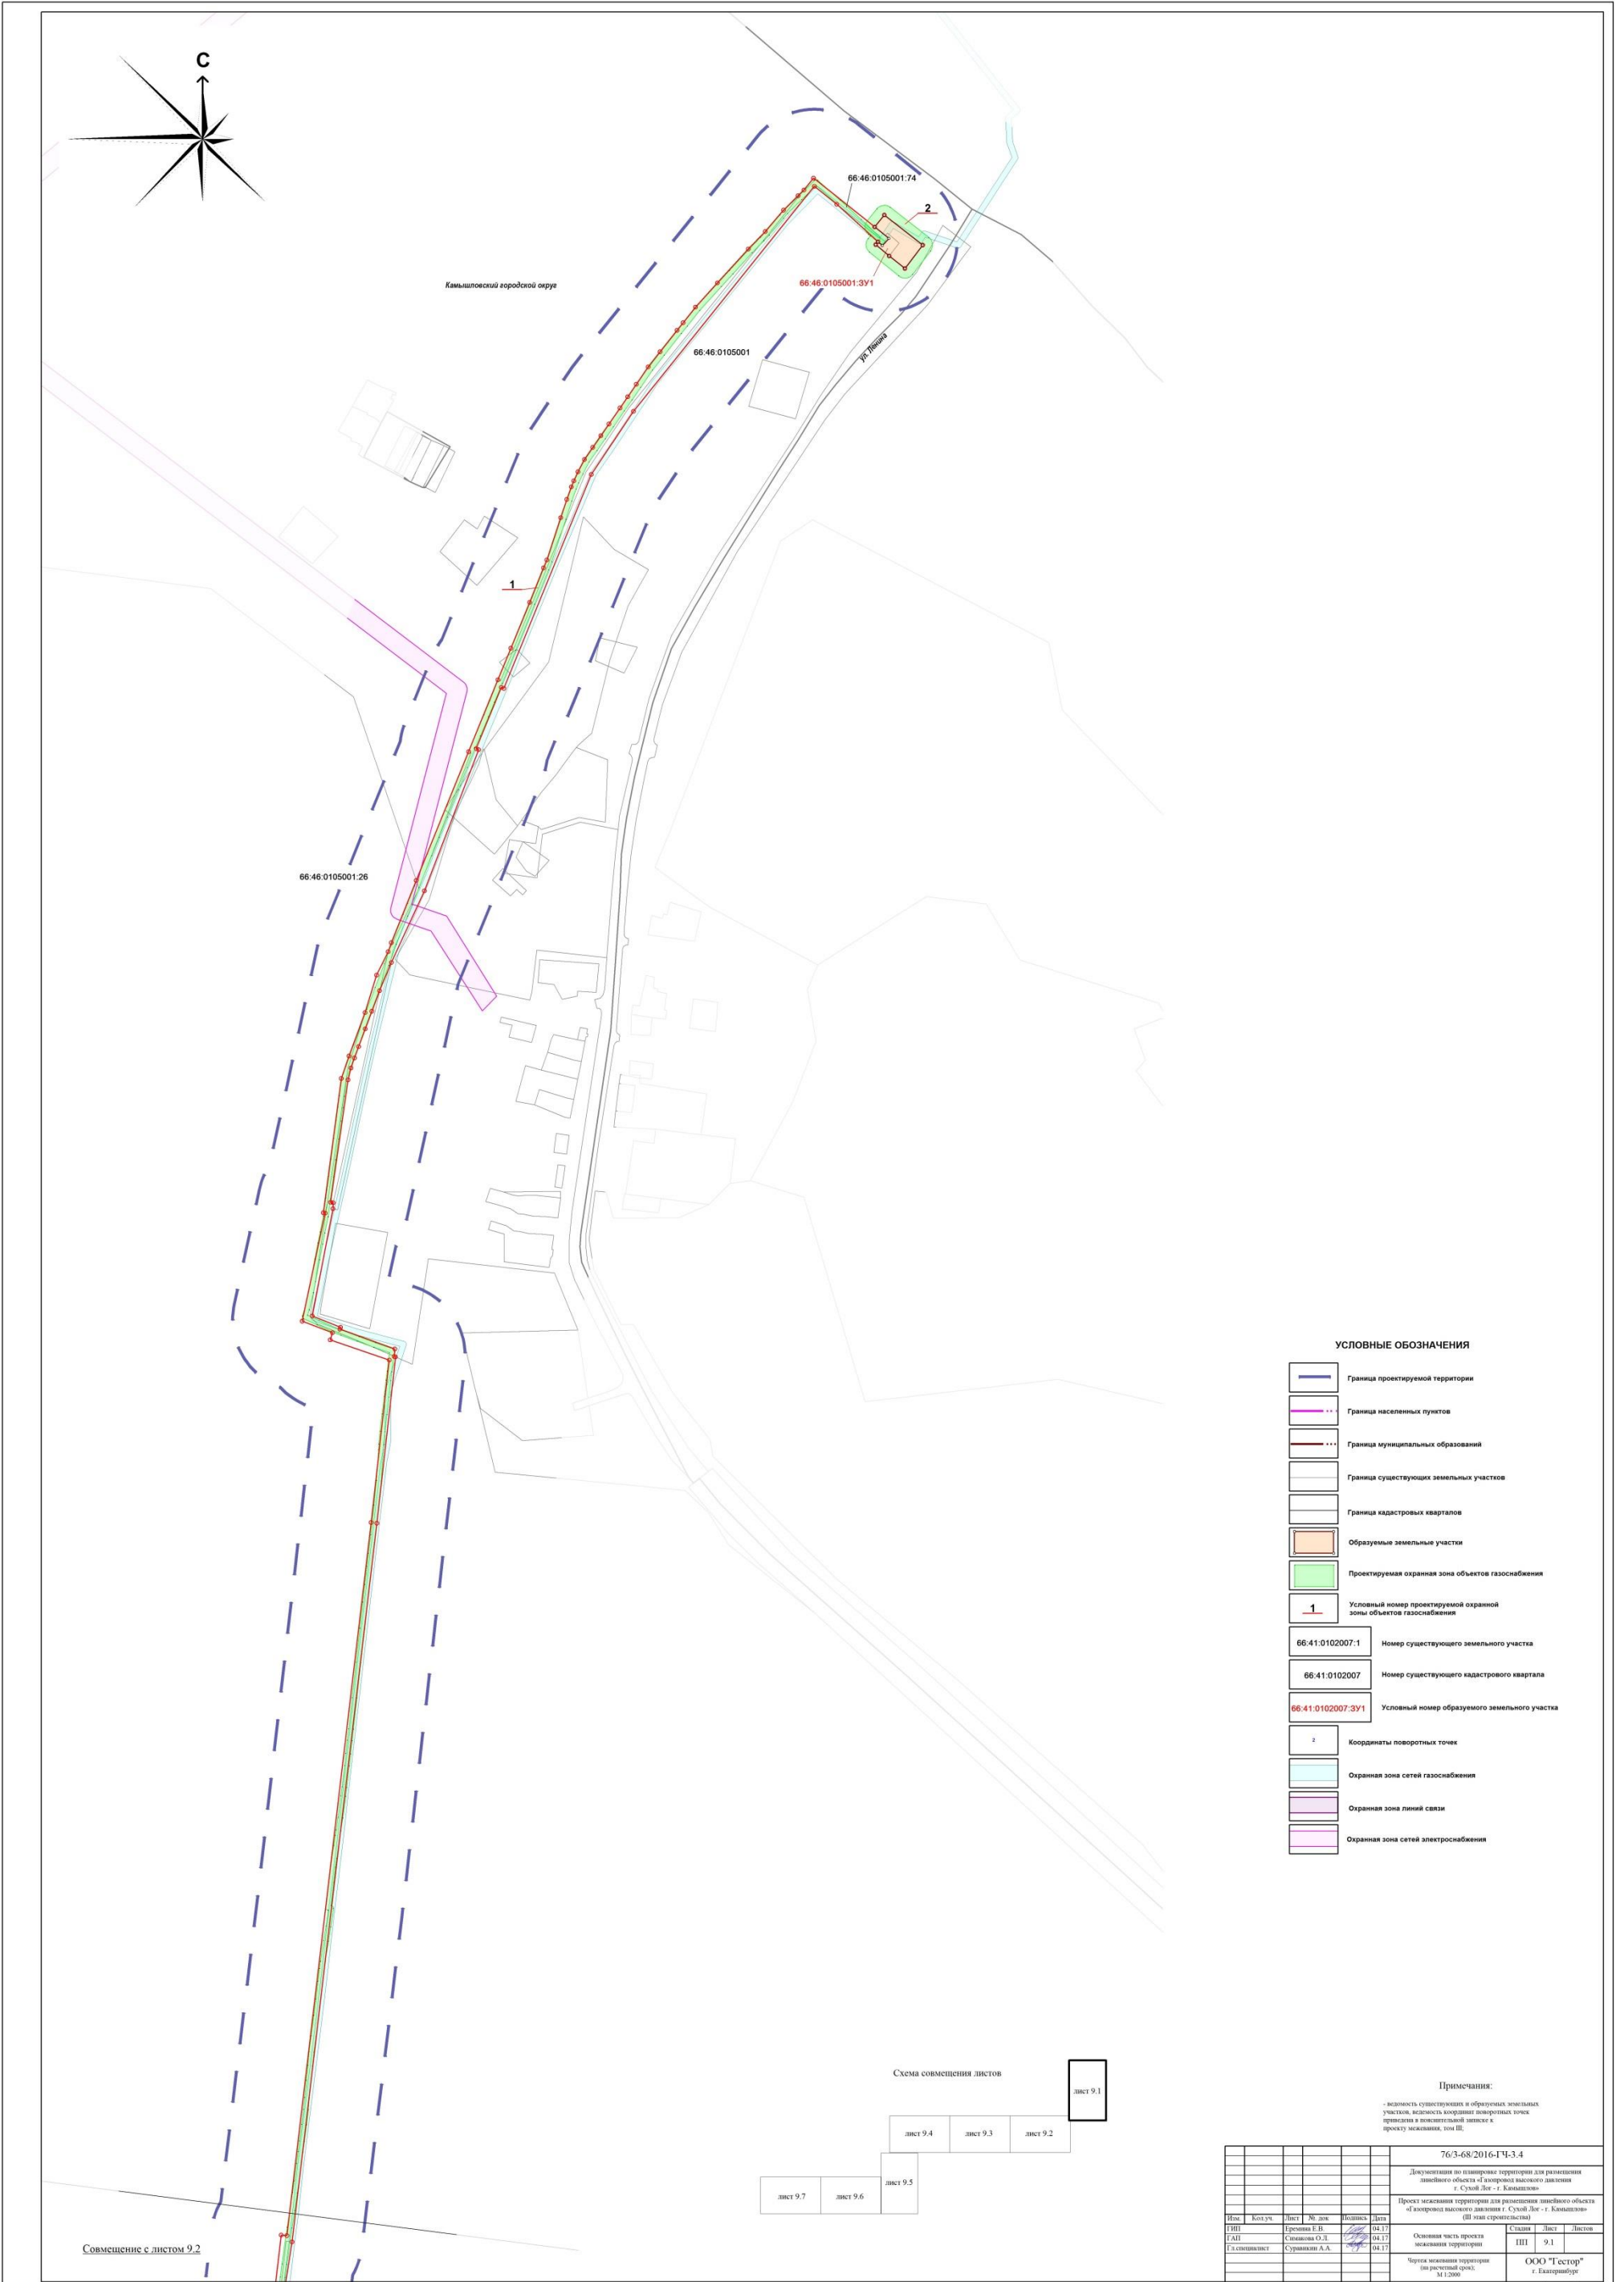 С
66:46:0105001:74
2
66:46:0105001:ЗУ1
Камышловский городской округ
66:46:0105001
ул. Ленина
1
66:46:0105001:26
УСЛОВНЫЕ ОБОЗНАЧЕНИЯ
Граница проектируемой территории
Граница населенных пунктов
Граница муниципальных образований
Граница существующих земельных участков
Граница кадастровых кварталов
Образуемые земельные участки
Проектируемая охранная зона объектов газоснабжения
1
Условный номер проектируемой охранной
зоны объектов газоснабжения
66:41:0102007:1 Номер существующего земельного участка
66:41:0102007 Номер существующего кадастрового квартала
66:41:0102007:ЗУ1 Условный номер образуемого земельного участка
2 Координаты поворотных точек
Охранная зона сетей газоснабжения
Охранная зона линий связи
Охранная зона сетей электроснабжения
Схема совмещения листов
лист 9.1
лист 9.4 лист 9.3 лист 9.2
лист 9.5
лист 9.7 лист 9.6
Совмещение с листом 9.2
Примечания:
- ведомость существующих и образуемых земельных
участков, ведомость координат поворотных точек
приведена в пояснительной записке к
проекту межевания, том III;
76/3-68/2016-ГЧ-3.4
Документация по планировке территории для размещения
линейного объекта «Газопровод высокого давления
г. Сухой Лог - г. Камышлов»
Проект межевания территории для размещения линейного объекта
«Газопровод высокого давления г. Сухой Лог - г. Камышлов»
(III этап строительства)
Изм. Кол.уч. Лист № док Подпись Дата
ГИП Еремина Е.В. 04.17
ГАП Симакова О.Л. 04.17
Гл.специалист Суравикин А.А. 04.17
Основная часть проекта
межевания территории
Стадия Лист Листов
ПП 9.1
Чертеж межевания территории
(на расчетный срок);
М 1:2000
ООО "Гестор"
г. Екатеринбург